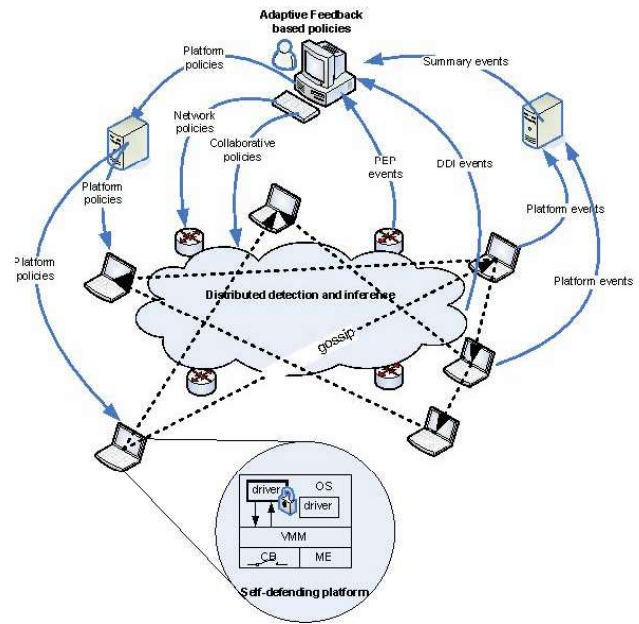 Adaptive Feedback
based policies
Platform
policies
Summary events
Network
policies
Collaborative
policies
PEP
events
DDI events
Platform
policies
Platform events
Platform
policies
Platform events
Distributed detection and inference
gossip
driver
OS
driver
VMM
CB
ME
Self-defending platform